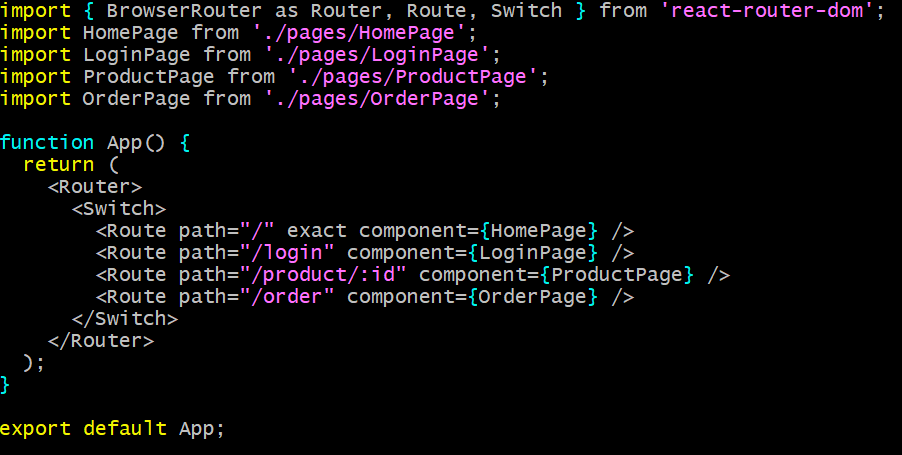 import { BrowserRouter as Router, Route, Switch } from 'react-router-dom';
import HomePage from './pages/HomePage';
import LoginPage from './pages/LoginPage';
import ProductPage from './pages/ProductPage';
import OrderPage from './pages/OrderPage';

function App() {
  return (
    <Router>
      <Switch>
        <Route path="/" exact component={HomePage} />
        <Route path="/login" component={LoginPage} />
        <Route path="/product/:id" component={ProductPage} />
        <Route path="/order" component={OrderPage} />
      </Switch>
    </Router>
  );
}

export default App;